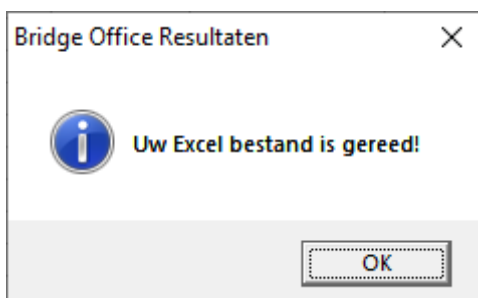 Bridge Office Resultaten
Uw Excel bestand is gereed!
OK